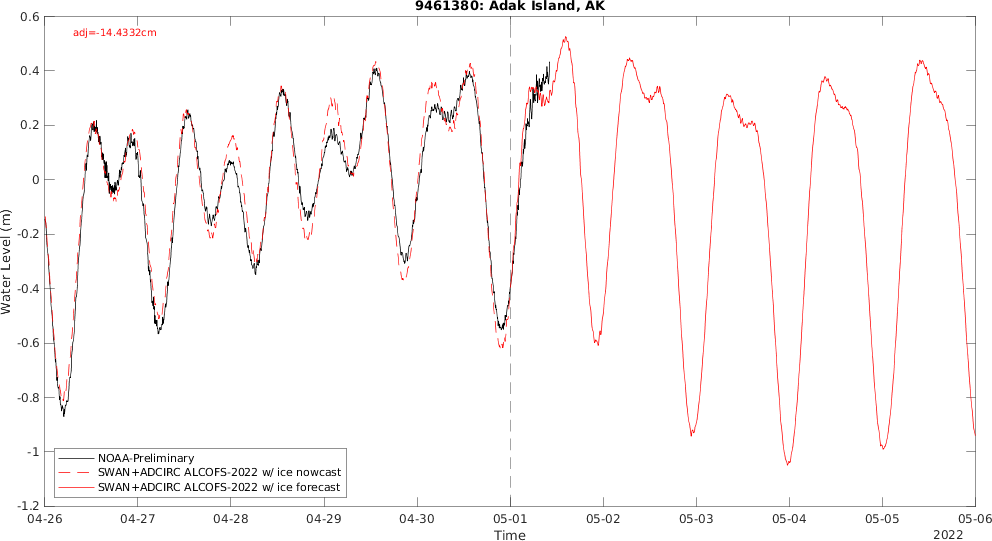 9461380: Adak Island, AK
adj=-14.4332cm
Water Level (m)
0.6
0.4
0.2
0
-0.2
-0.4
-0.6
-0.8
-1
-1.2
NOAA-Preliminary
SWAN+ADCIRC ALCOFS-2022 w/ ice nowcast
SWAN+ADCIRC ALCOFS-2022 w/ ice forecast
04-26 04-27 04-28 04-29 04-30 05-01 05-02 05-03 05-04 05-05 05-06
Time
2022